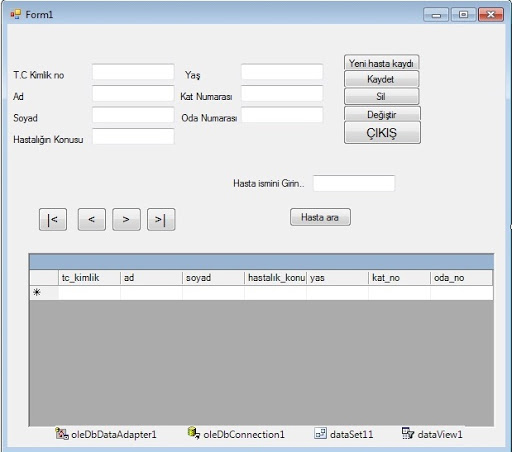 Form1
T.C Kimlik no
Yaş
Yeni hasta kaydı
Kaydet
Ad
Kat Numarası
Sil
Soyad
Oda Numarası
Değiştir
Hastalığın Konusu
ÇIKIŞ
Hasta ismini Girin..
|<
<
>
>|
Hasta ara
tc_kimlik ad soyad hastalık_konu yas kat_no oda_no
oleDbDataAdapter1 oleDbConnection1 dataSet11 dataView1